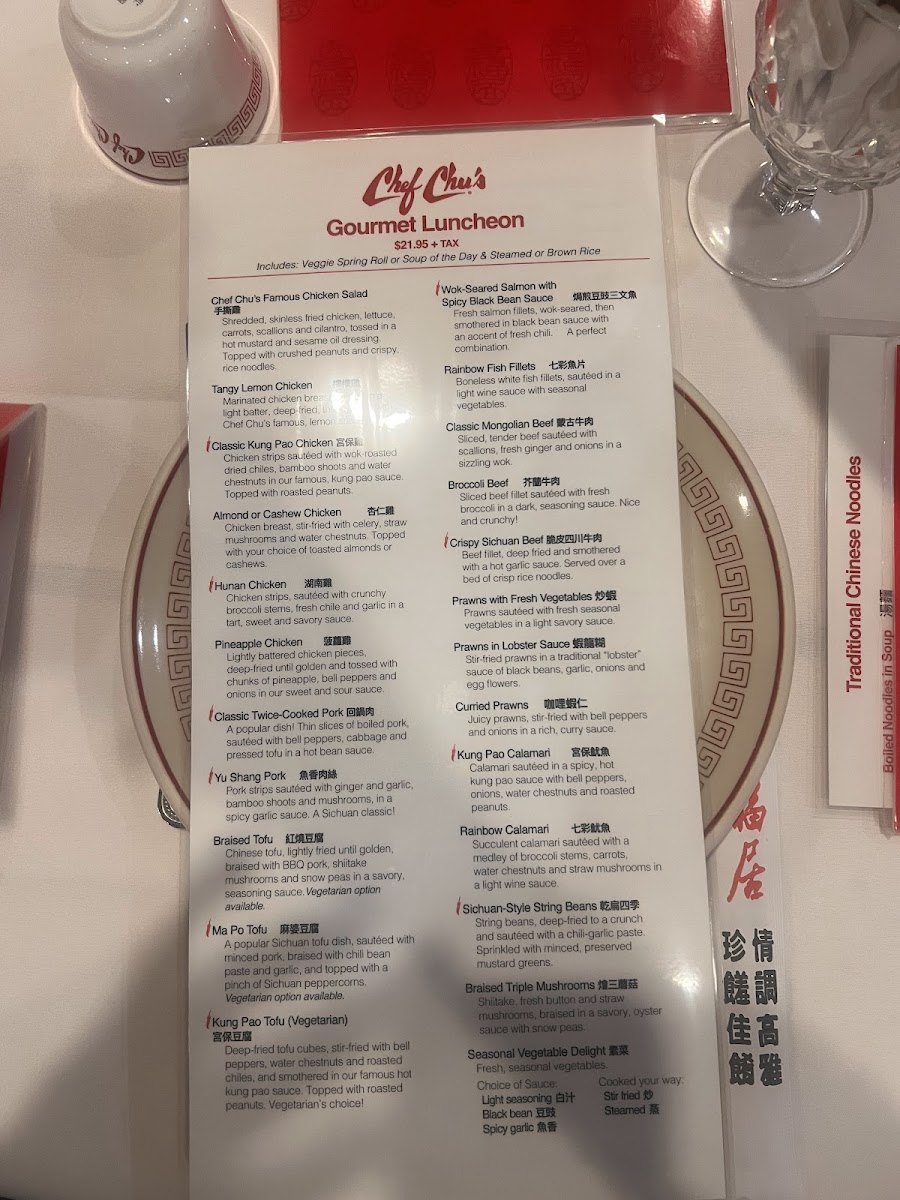 Chef Chu's
Gourmet Luncheon
$21.95 + TAX
Includes: Veggie Spring Roll or Soup of the Day & Steamed or Brown Rice
Chef Chu's Famous Chicken Salad
手撕雞
Shredded, skinless fried chicken, lettuce,
carrots, scallions and cilantro, tossed in a
hot mustard and sesame oil dressing.
Topped with crushed peanuts and crispy,
rice noodles.
Tangy Lemon Chicken
Marinated chicken
light batter, deep-fried,
Chef Chu's famous, lemon
Classic Kung Pao Chicken 宮保雞
Chicken strips sautéed with wok-roasted
dried chiles, bamboo shoots and water
chestnuts in our famous, kung pao sauce.
Topped with roasted peanuts.
Almond or Cashew Chicken 杏仁雞
Chicken breast, stir-fried with celery, straw
mushrooms and water chestnuts. Topped
with your choice of toasted almonds or
cashews.
Hunan Chicken 湖南雞
Chicken strips, sautéed with crunchy
broccoli stems, fresh chile and garlic in a
tart, sweet and savory sauce.
Pineapple Chicken 菠蘿雞
Lightly battered chicken pieces,
deep-fried until golden and tossed with
chunks of pineapple, bell peppers and
onions in our sweet and sour sauce.
Classic Twice-Cooked Pork 回鍋肉
A popular dish! Thin slices of boiled pork,
sautéed with bell peppers, cabbage and
pressed tofu in a hot bean sauce.
Yu Shang Pork 魚香肉絲
Pork strips sautéed with ginger and garlic,
bamboo shoots and mushrooms, in a
spicy garlic sauce. A Sichuan classic!
Braised Tofu 紅燒豆腐
Chinese tofu, lightly fried until golden,
braised with BBQ pork, shiitake
mushrooms and snow peas in a savory,
seasoning sauce. Vegetarian option
available.
Ma Po Tofu 麻婆豆腐
A popular Sichuan tofu dish, sautéed with
minced pork, braised with chili bean
paste and garlic, and topped with a
pinch of Sichuan peppercorns.
Vegetarian option available.
Kung Pao Tofu (Vegetarian)
宮保豆腐
Deep-fried tofu cubes, stir-fried with bell
peppers, water chestnuts and roasted
chiles, and smothered in our famous hot
kung pao sauce. Topped with roasted
peanuts. Vegetarian's choice!
Wok-Seared Salmon with
Spicy Black Bean Sauce 焗煎豆豉三文魚
Fresh salmon fillets, wok-seared, then
smothered in black bean sauce with
an accent of fresh chili. A perfect
combination.
Rainbow Fish Fillets 七彩魚片
Boneless white fish fillets, sautéed in a
light wine sauce with seasonal
vegetables.
Classic Mongolian Beef 蒙古牛肉
Sliced, tender beef sautéed with
scallions, fresh ginger and onions in a
sizzling wok.
Broccoli Beef 芥蘭牛肉
Sliced beef fillet sautéed with fresh
broccoli in a dark, seasoning sauce. Nice
and crunchy!
Crispy Sichuan Beef 脆皮四川牛肉
Beef fillet, deep fried and smothered
with a hot garlic sauce. Served over a
bed of crisp rice noodles.
Prawns with Fresh Vegetables 炒蝦
Prawns sautéed with fresh seasonal
vegetables in a light savory sauce.
Prawns in Lobster Sauce 蝦龍糊
Stir-fried prawns in a traditional "lobster"
sauce of black beans, garlic, onions and
egg flowers.
Curried Prawns 咖哩蝦仁
Juicy prawns, stir-fried with bell peppers
and onions in a rich, curry sauce.
Kung Pao Calamari 宮保魷魚
Calamari sautéed in a spicy, hot
kung pao sauce with bell peppers,
onions, water chestnuts and roasted
peanuts.
Rainbow Calamari 七彩魷魚
Succulent calamari sautéed with a
medley of broccoli stems, carrots,
water chestnuts and straw mushrooms in
a light wine sauce.
Sichuan-Style String Beans 乾扁四季
String beans, deep-fried to a crunch
and sautéed with a chili-garlic paste.
Sprinkled with minced, preserved
mustard greens.
Braised Triple Mushrooms 燴三蘑菇
Shiitake, fresh button and straw
mushrooms, braised in a savory, oyster
sauce with snow peas.
Seasonal Vegetable Delight 素菜
Fresh, seasonal vegetables.
Choice of Sauce:
Light seasoning 白汁
Black bean 豆豉
Spicy garlic 魚香
Cooked your way:
Stir fried 炒
Steamed 蒸
Traditional Chinese Noodles
Boiled Noodles in Soup 湯麵
福居
情調高雅
珍饈佳餚